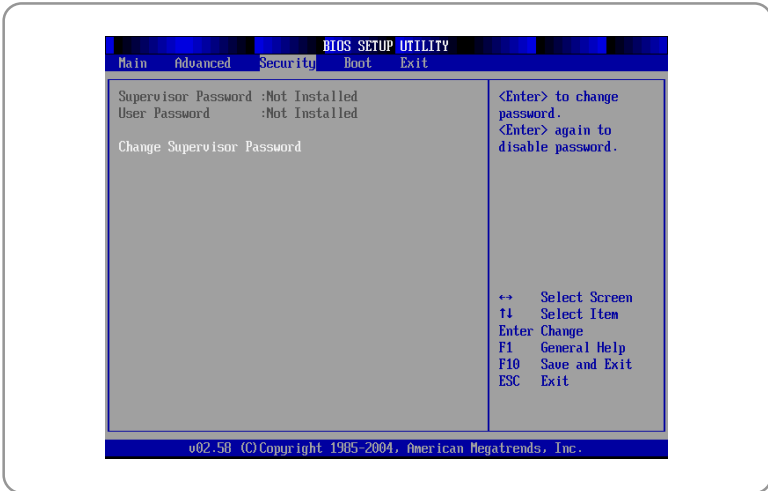 BIOS SETUP UTILITY
Main Advanced Security Boot Exit
Supervisor Password :Not Installed
User Password :Not Installed
Change Supervisor Password
<Enter> to change
password.
<Enter> again to
disable password.
↔ Select Screen
↑↓ Select Item
Enter Change
F1 General Help
F10 Save and Exit
ESC Exit
v02.58 (C)Copyright 1985-2004, American Megatrends, Inc.